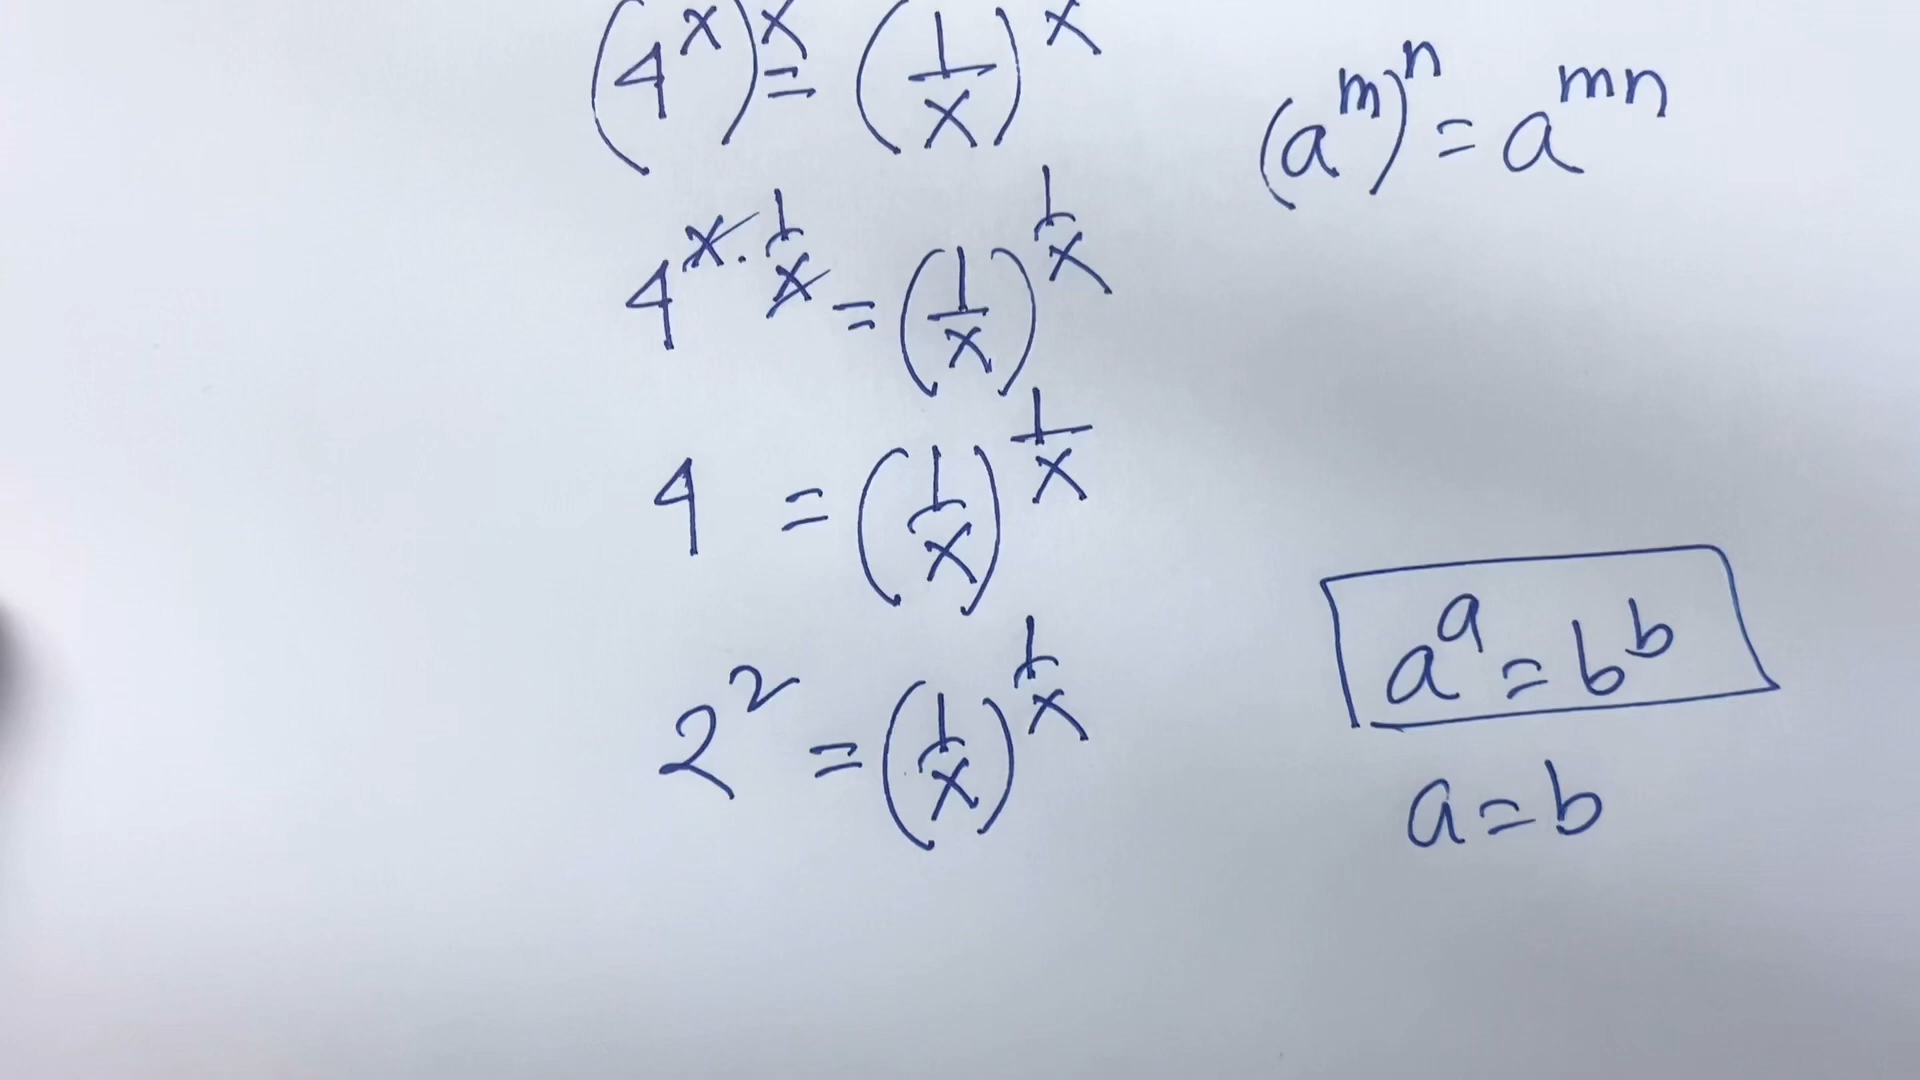 (4^x)^x = (1/x)^x
(a^m)^n = a^mn
4^x·1/x = (1/x)^1/x
4 = (1/x)^1/x
2^2 = (1/x)^1/x
a^a = b^b
a = b